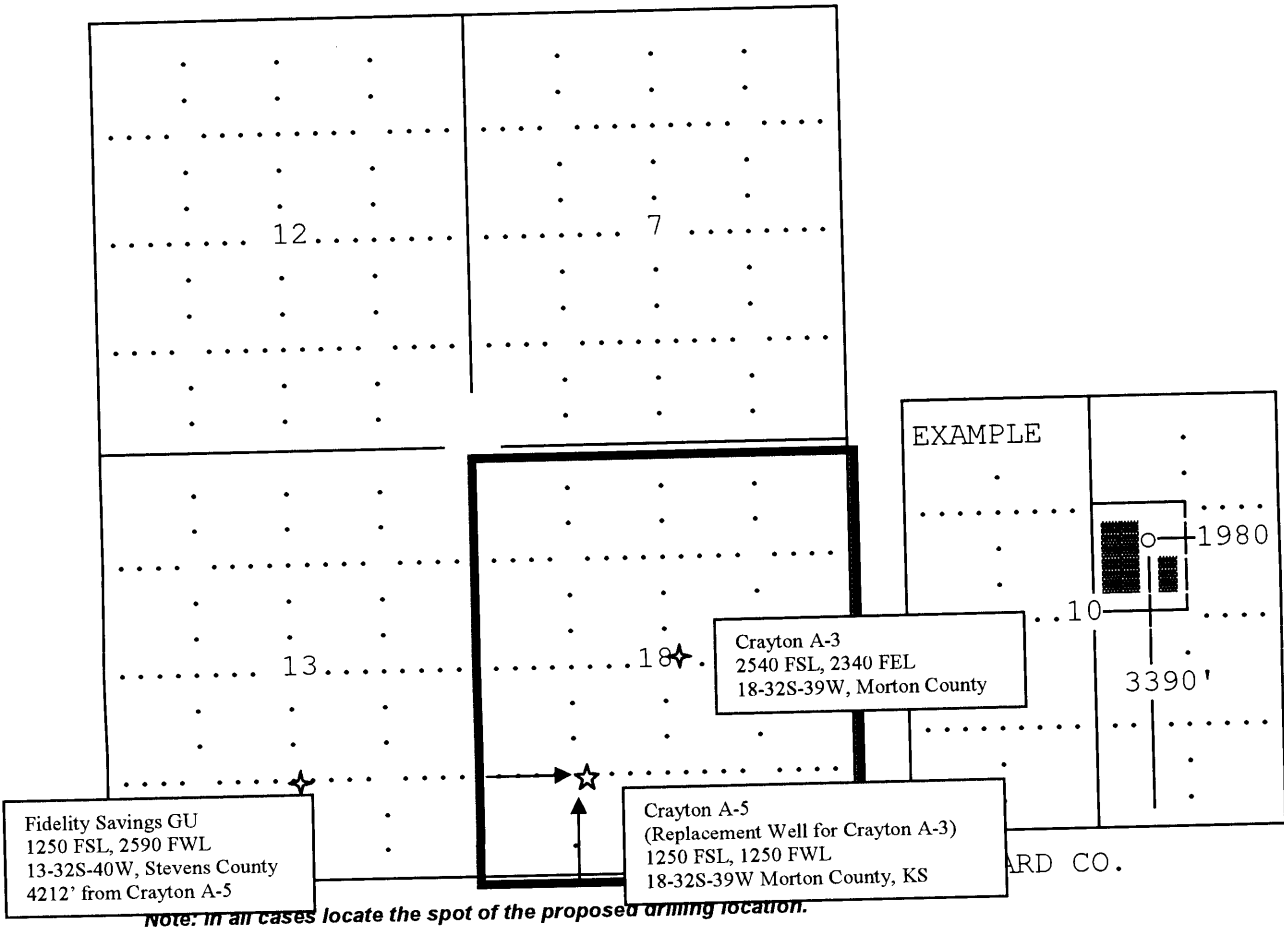 12
7
EXAMPLE
1980
10
3390'
13
18
Crayton A-3
2540 FSL, 2340 FEL
18-32S-39W, Morton County
Fidelity Savings GU
1250 FSL, 2590 FWL
13-32S-40W, Stevens County
4212' from Crayton A-5
Crayton A-5
(Replacement Well for Crayton A-3)
1250 FSL, 1250 FWL
18-32S-39W Morton County, KS
ARD CO.
Note: In all cases locate the spot of the proposed drilling location.